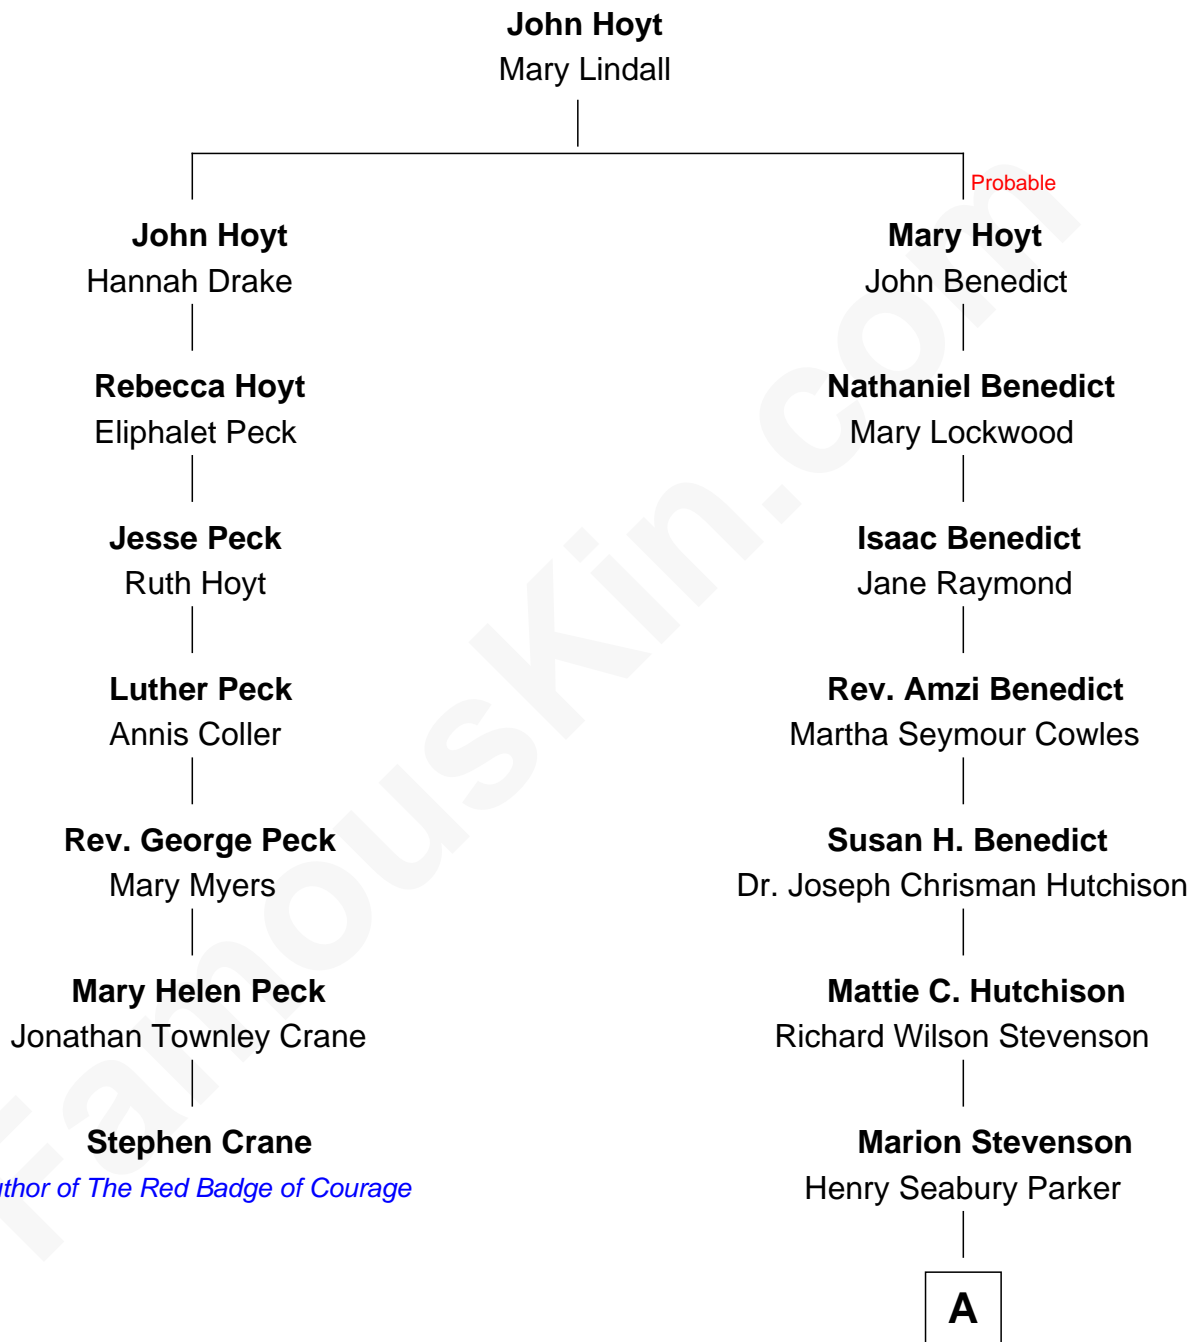 John Hoyt
Mary Lindall
Probable
John Hoyt
Hannah Drake
Mary Hoyt
John Benedict
Rebecca Hoyt
Eliphalet Peck
Nathaniel Benedict
Mary Lockwood
Jesse Peck
Ruth Hoyt
Isaac Benedict
Jane Raymond
Luther Peck
Annis Coller
Rev. Amzi Benedict
Martha Seymour Cowles
Rev. George Peck
Mary Myers
Susan H. Benedict
Dr. Joseph Chrisman Hutchison
Mary Helen Peck
Jonathan Townley Crane
Mattie C. Hutchison
Richard Wilson Stevenson
Stephen Crane
uthor of The Red Badge of Courage
Marion Stevenson
Henry Seabury Parker
A
FamousKin.com